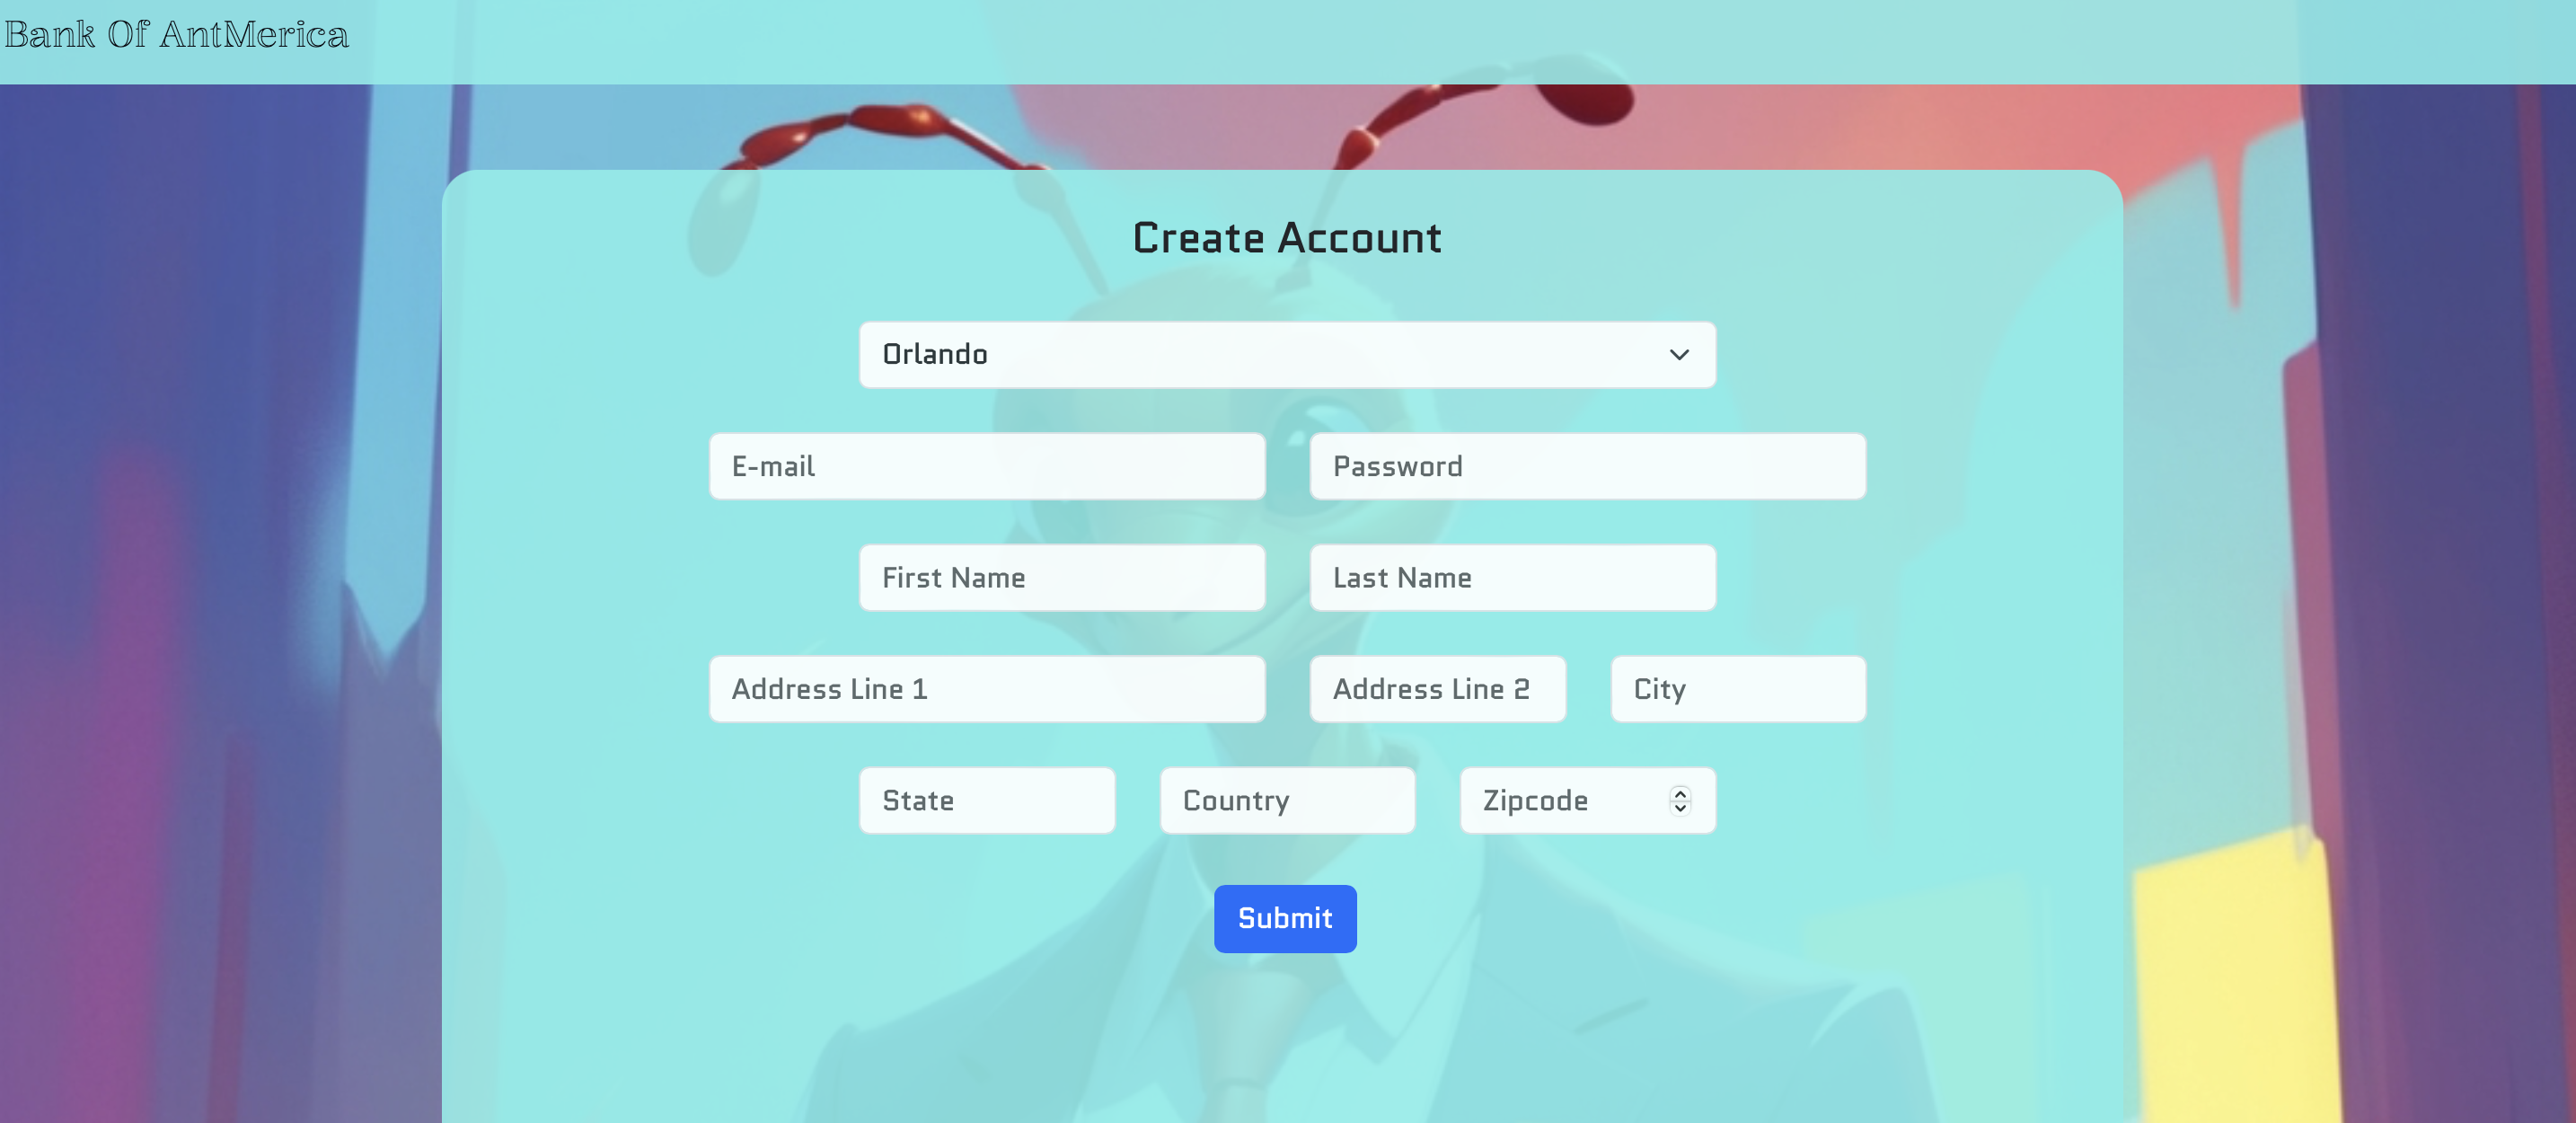 Bank Of AntMerica
Create Account
Orlando
E-mail Password
First Name Last Name
Address Line 1 Address Line 2 City
State Country Zipcode
Submit